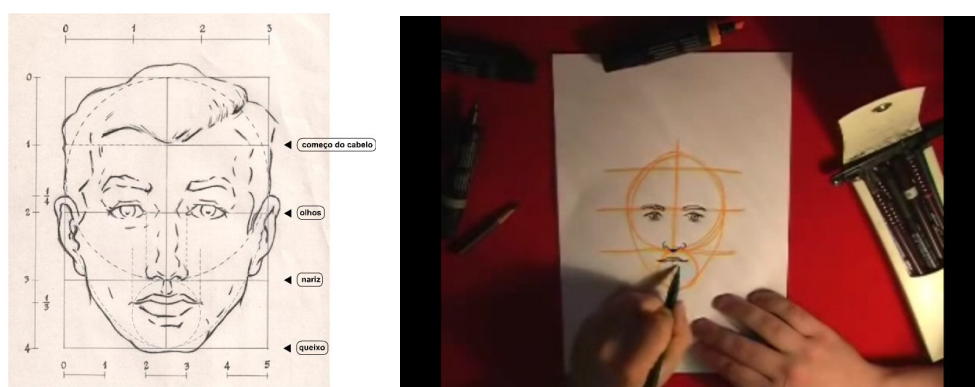 0 1 2 3
0
1 começo do cabelo
1/4
2 olhos
3 nariz
1/3
4 queixo
0 1 2 3 4 5